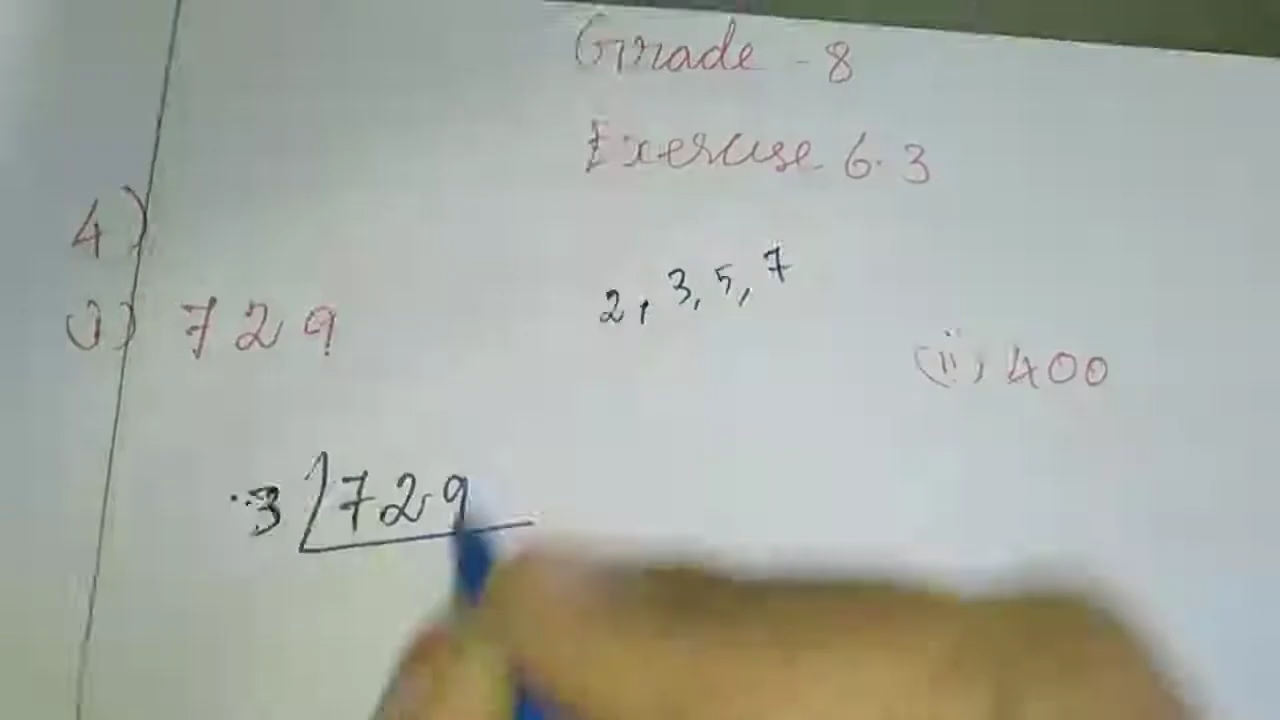 Grade - 8
Exercise 6.3
4)
(i) 729
2, 3, 5, 7
(ii) 400
3 729